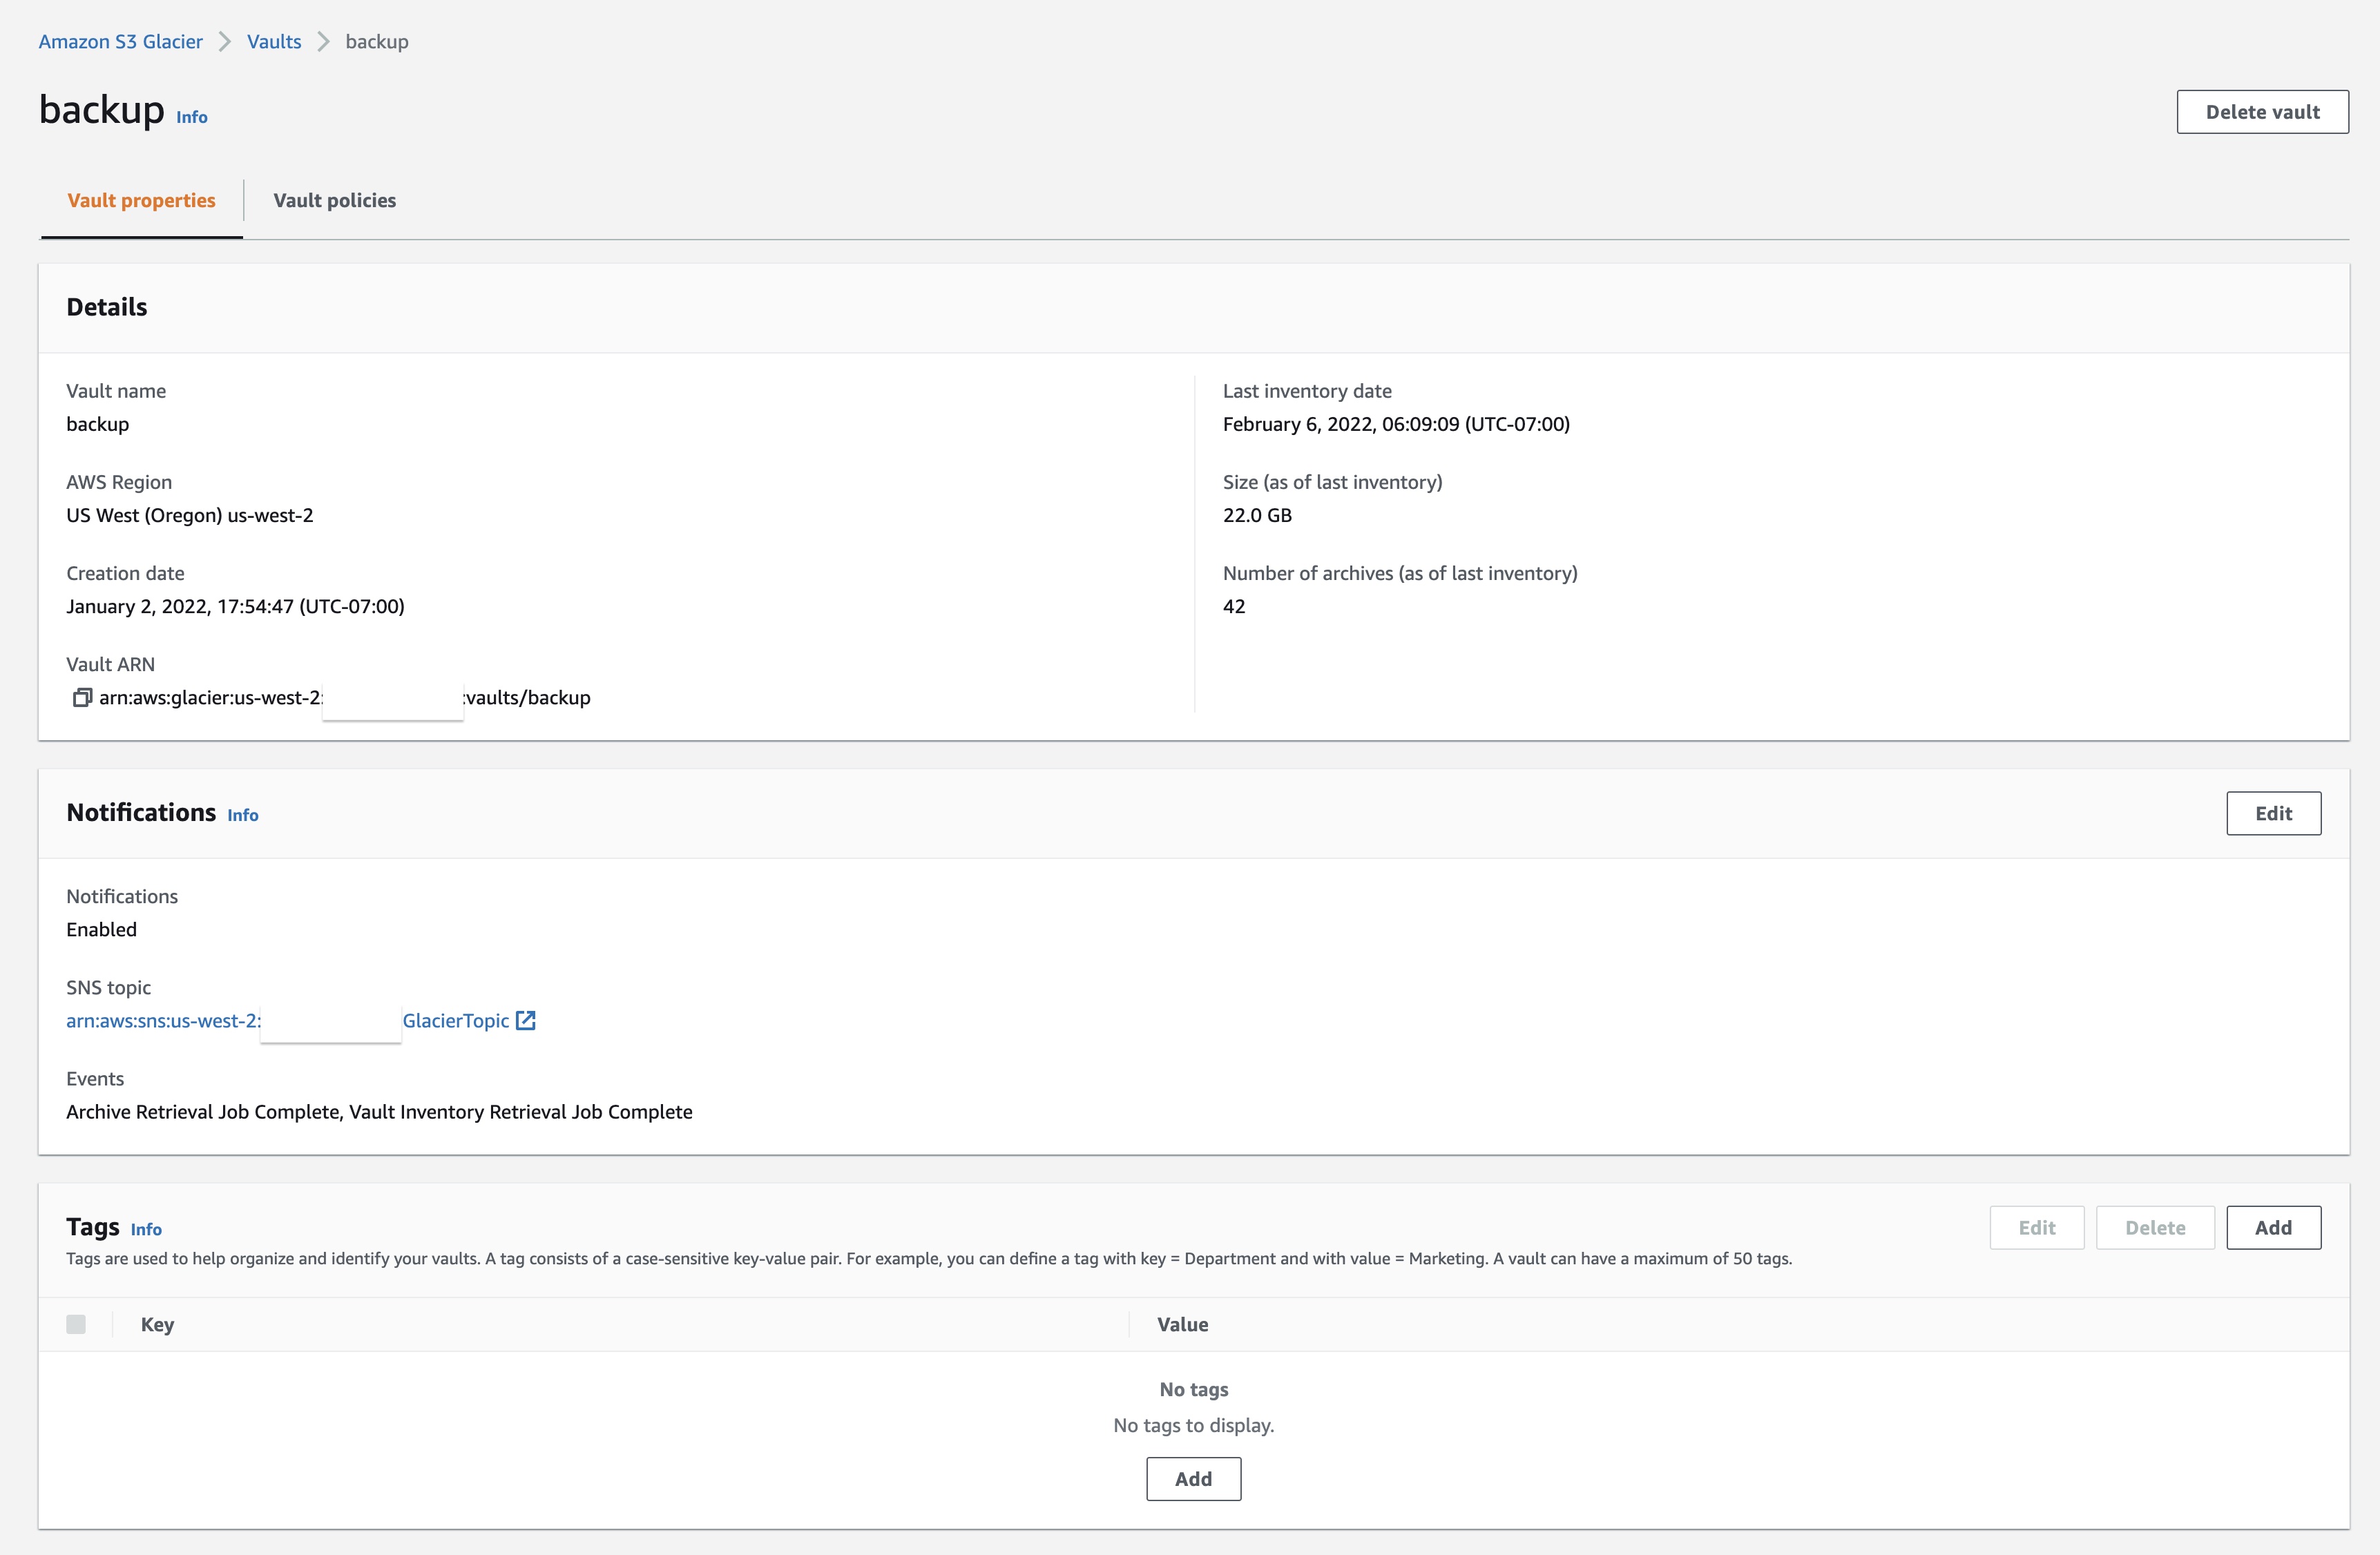 Amazon S3 Glacier Vaults backup
backup Info
Delete vault
Vault properties
Vault policies
Details
Vault name
backup
AWS Region
US West (Oregon) us-west-2
Creation date
January 2, 2022, 17:54:47 (UTC-07:00)
Vault ARN
arn:aws:glacier:us-west-2: :vaults/backup
Last inventory date
February 6, 2022, 06:09:09 (UTC-07:00)
Size (as of last inventory)
22.0 GB
Number of archives (as of last inventory)
42
Notifications Info
Edit
Notifications
Enabled
SNS topic
arn:aws:sns:us-west-2: GlacierTopic
Events
Archive Retrieval Job Complete, Vault Inventory Retrieval Job Complete
Tags Info
Edit Delete Add
Tags are used to help organize and identify your vaults. A tag consists of a case-sensitive key-value pair. For example, you can define a tag with key = Department and with value = Marketing. A vault can have a maximum of 50 tags.
Key Value
No tags
No tags to display.
Add